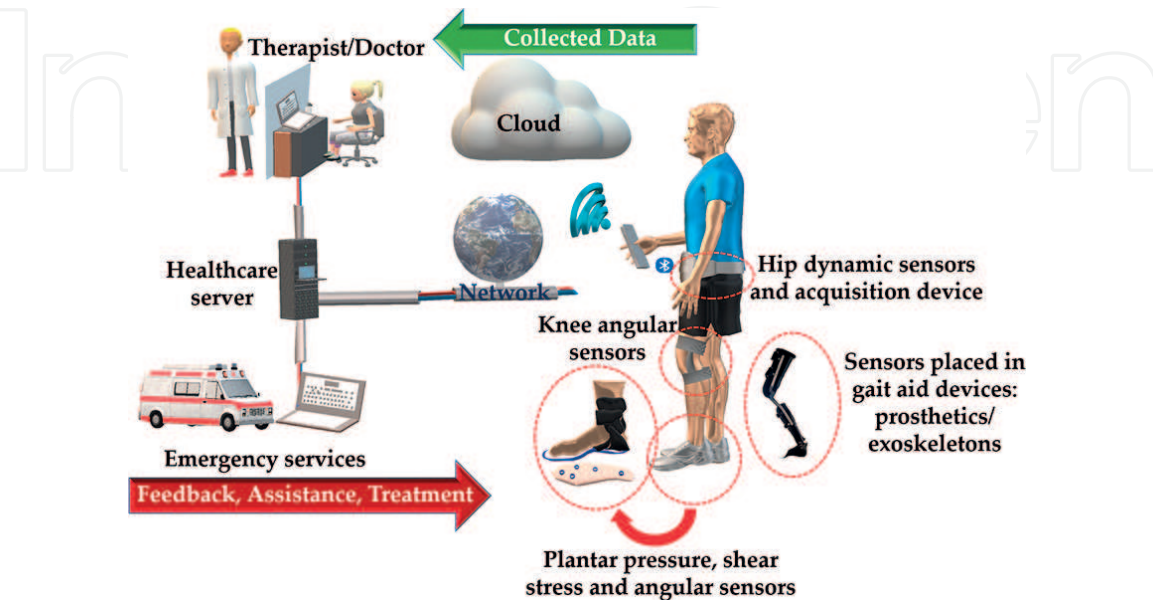 Collected Data
Therapist/Doctor
Cloud
Healthcare
server
Network
Hip dynamic sensors
and acquisition device
Knee angular
sensors
Sensors placed in
gait aid devices:
prosthetics/
exoskeletons
Emergency services
Feedback, Assistance, Treatment
Plantar pressure, shear
stress and angular sensors